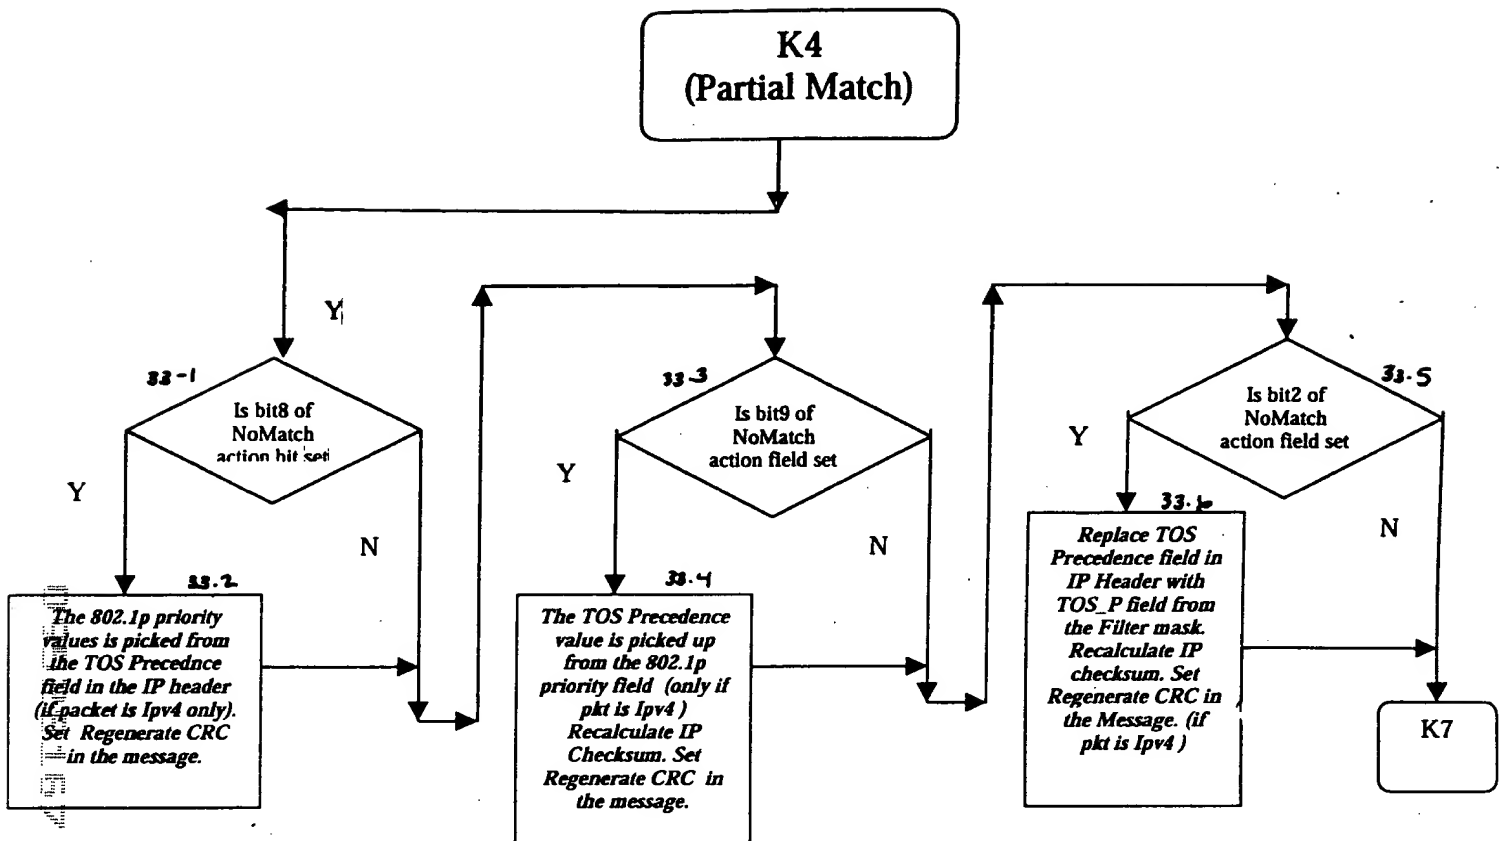 K4
(Partial Match)
Y
33-1
Is bit8 of
NoMatch
action bit set
Y
N
33.2
The 802.1p priority
values is picked from
the TOS Precednce
field in the IP header
(if packet is Ipv4 only).
Set Regenerate CRC
in the message.
33.3
Is bit9 of
NoMatch
action field set
Y
N
33.4
The TOS Precedence
value is picked up
from the 802.1p
priority field (only if
pkt is Ipv4 )
Recalculate IP
Checksum. Set
Regenerate CRC in
the message.
33.5
Is bit2 of
NoMatch
action field set
Y
N
33.6
Replace TOS
Precedence field in
IP Header with
TOS_P field from
the Filter mask.
Recalculate IP
checksum. Set
Regenerate CRC in
the Message. (if
pkt is Ipv4 )
K7